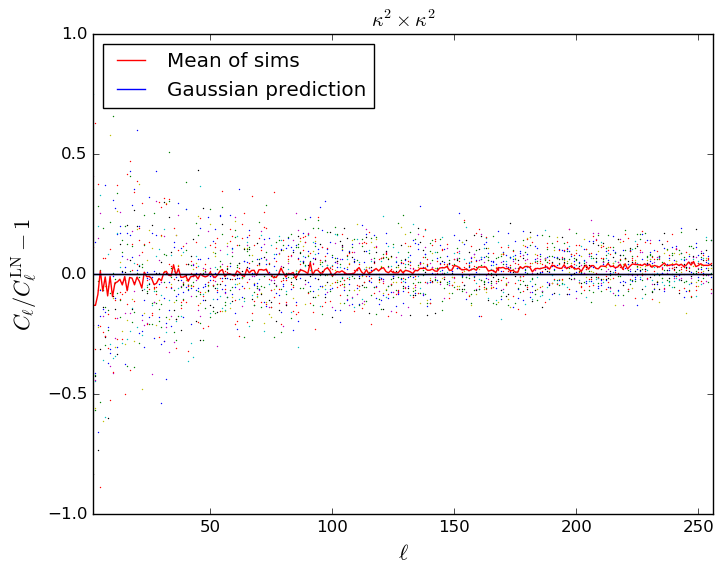 κ² × κ²
Mean of sims
Gaussian prediction
C_ℓ/C_ℓ^LN − 1
1.0
0.5
0.0
−0.5
−1.0
50
100
150
200
250
ℓ